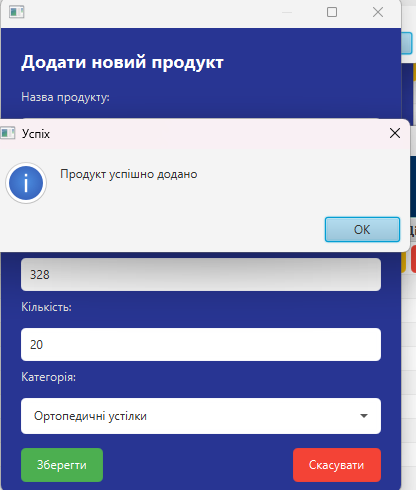 Додати новий продукт
Назва продукту:
Успіх
Продукт успішно додано
OK
328
Кількість:
20
Категорія:
Ортопедичні устілки
Зберегти
Скасувати